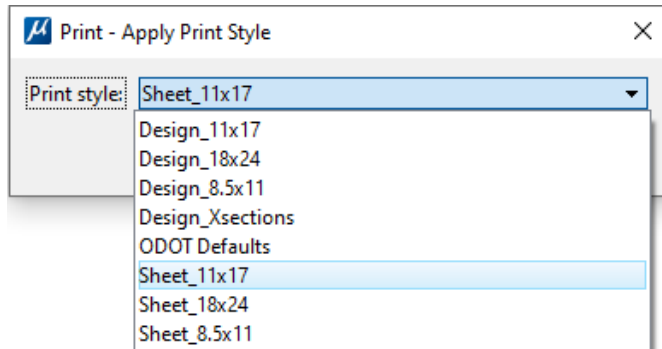 Print - Apply Print Style
Print style: Sheet_11x17
Design_11x17
Design_18x24
Design_8.5x11
Design_Xsections
ODOT Defaults
Sheet_11x17
Sheet_18x24
Sheet_8.5x11